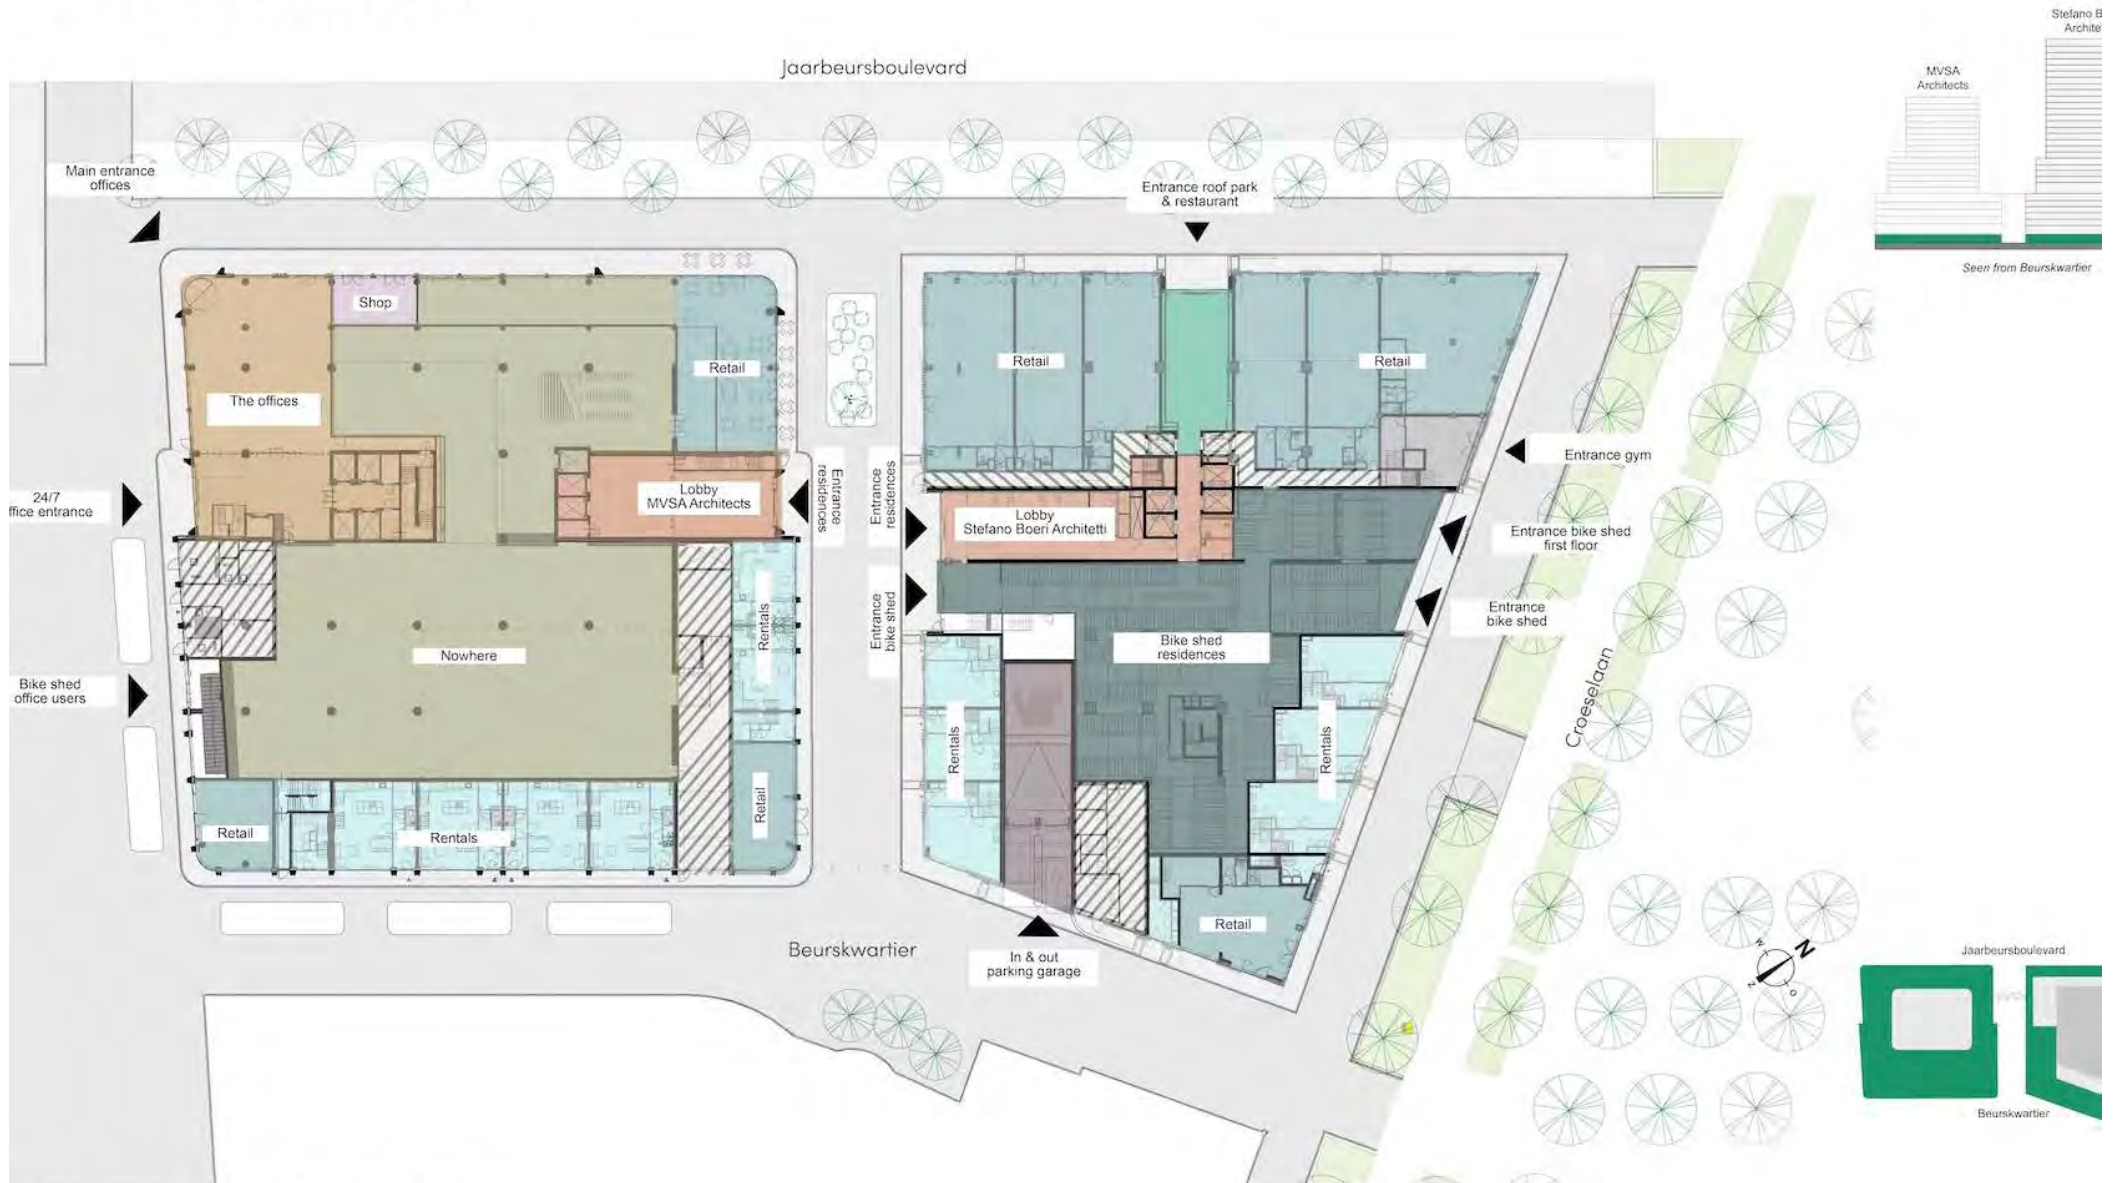 Jaarbeursboulevard
Stefano B
Archite
MVSA
Architects
Seen from Beurskwartier
Main entrance
offices
Entrance roof park
& restaurant
Shop
The offices
Retail
Retail
Retail
Entrance gym
24/7
ffice entrance
Lobby
MVSA Architects
Entrance
residences
Entrance
residences
Lobby
Stefano Boeri Architetti
Entrance bike shed
first floor
Entrance
bike shed
Entrance
bike shed
Rentals
Nowhere
Bike shed
residences
Bike shed
office users
Croeselaan
Rentals
Rentals
Retail
Retail
Rentals
Retail
Beurskwartier
In & out
parking garage
W
N
Z
O
Jaarbeursboulevard
Beurskwartier